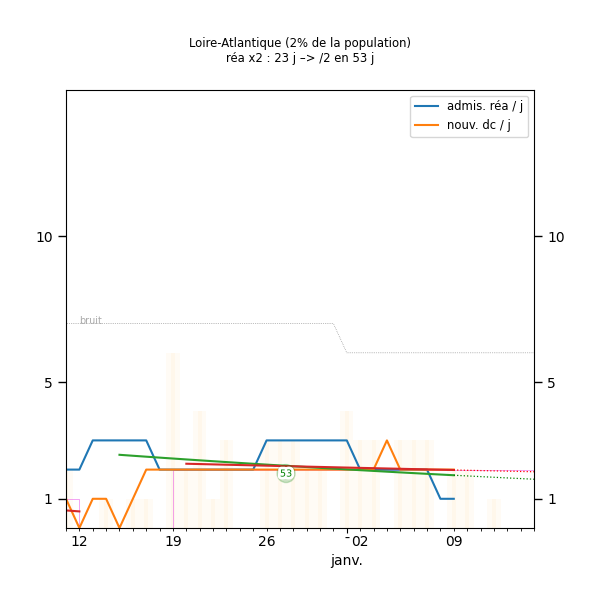 Loire-Atlantique (2% de la population)
réa x2 : 23 j –> /2 en 53 j
admis. réa / j
nouv. dc / j
10
10
bruit
5
5
53
1
1
12
19
26
02
09
janv.